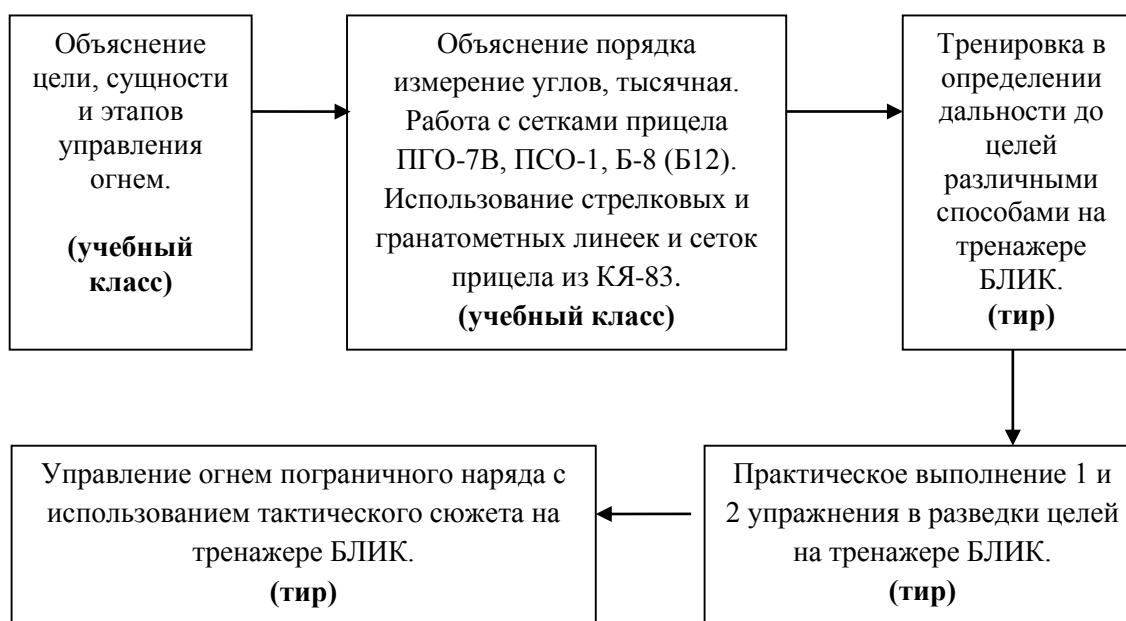 Объяснение
цели, сущности
и этапов
управления
огнем.
(учебный
класс)
Объяснение порядка
измерение углов, тысячная.
Работа с сетками прицела
ПГО-7В, ПСО-1, Б-8 (Б12).
Использование стрелковых и
гранатометных линеек и сеток
прицела из КЯ-83.
(учебный класс)
Тренировка в
определении
дальности до
целей
различными
способами на
тренажере
БЛИК.
(тир)
Практическое выполнение 1 и
2 упражнения в разведки целей
на тренажере БЛИК.
(тир)
Управление огнем пограничного наряда с
использованием тактического сюжета на
тренажере БЛИК.
(тир)